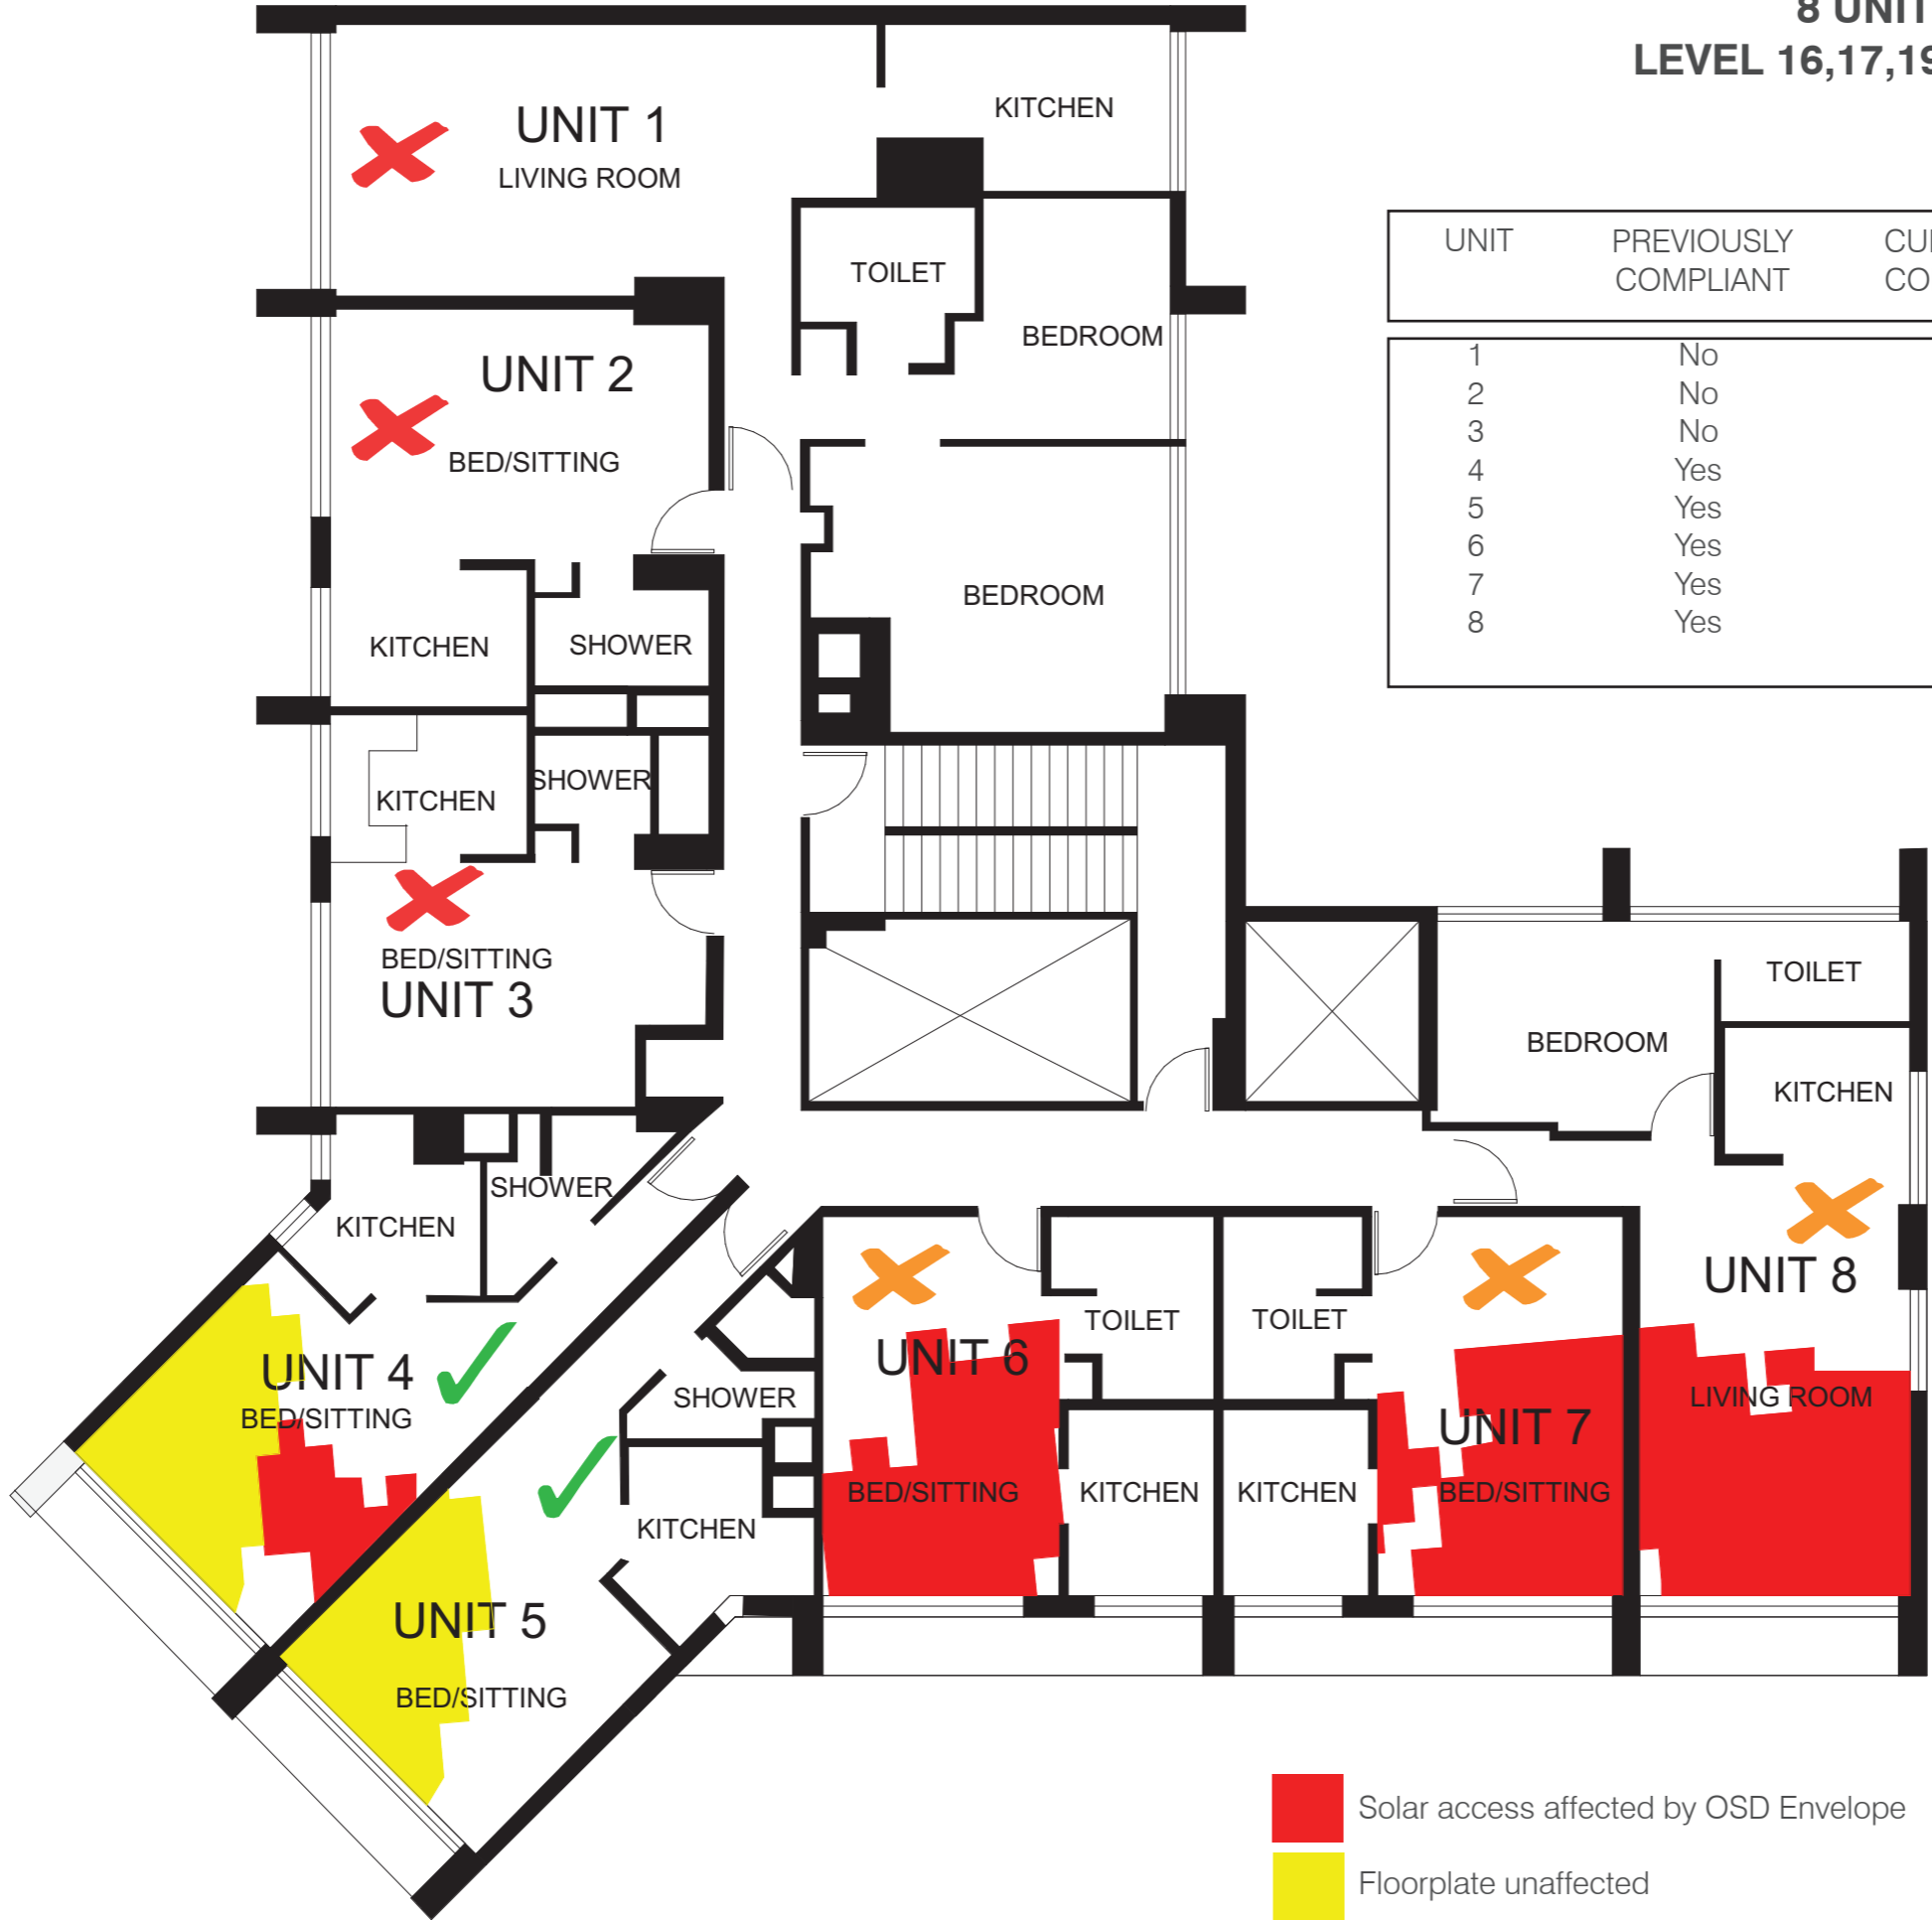 8 UNIT
LEVEL 16,17,19
UNIT 1
LIVING ROOM
KITCHEN
TOILET
BEDROOM
UNIT 2
BED/SITTING
BEDROOM
KITCHEN
SHOWER
KITCHEN
SHOWER
BED/SITTING
UNIT 3
UNIT PREVIOUSLY COMPLIANT
1 No
2 No
3 No
4 Yes
5 Yes
6 Yes
7 Yes
8 Yes
TOILET
BEDROOM
KITCHEN
SHOWER
KITCHEN
UNIT 4
BED/SITTING
UNIT 8
LIVING ROOM
TOILET
TOILET
UNIT 6
BED/SITTING
SHOWER
KITCHEN
KITCHEN
KITCHEN
UNIT 7
BED/SITTING
UNIT 5
BED/SITTING
Solar access affected by OSD Envelope
Floorplate unaffected